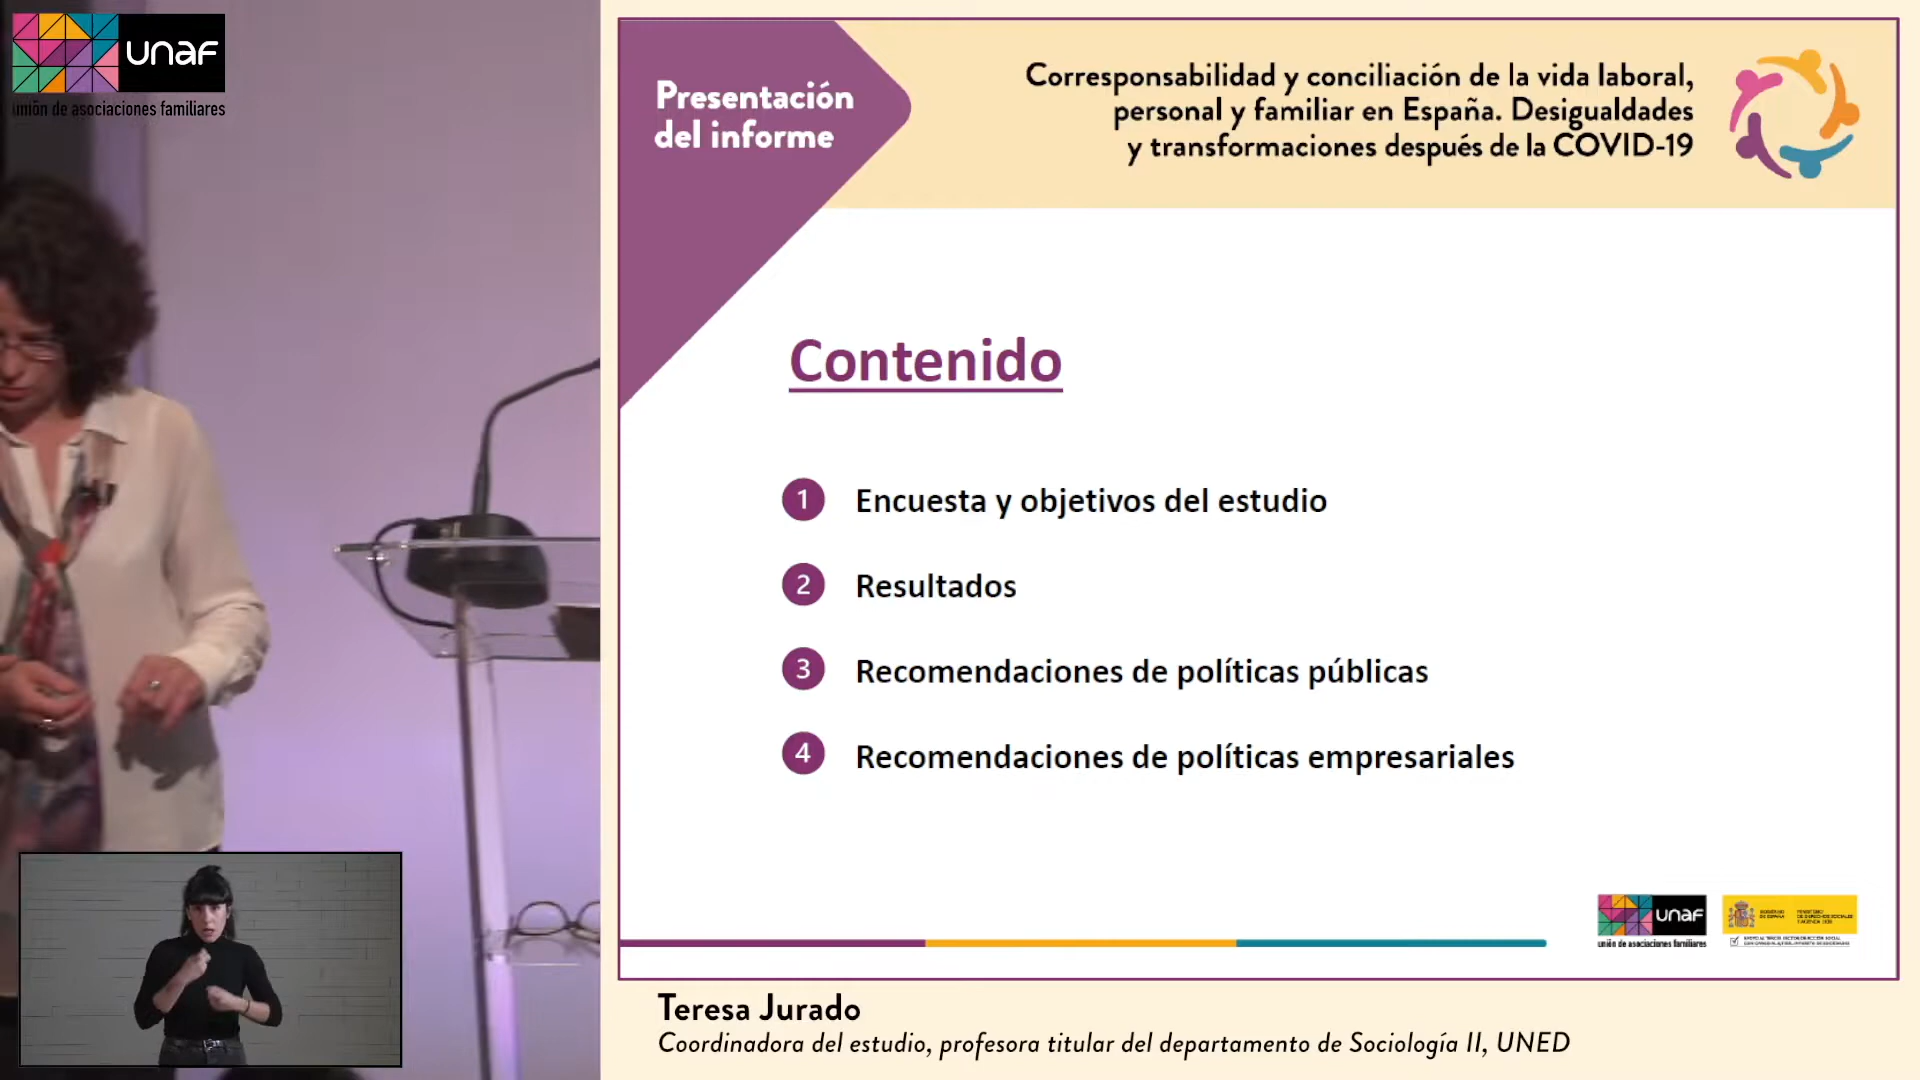 unaf
unión de asociaciones familiares
Presentación
del informe
Corresponsabilidad y conciliación de la vida laboral,
personal y familiar en España. Desigualdades
y transformaciones después de la COVID-19
Contenido
1 Encuesta y objetivos del estudio
2 Resultados
3 Recomendaciones de políticas públicas
4 Recomendaciones de políticas empresariales
unaf
unión de asociaciones familiares
Teresa Jurado
Coordinadora del estudio, profesora titular del departamento de Sociología II, UNED